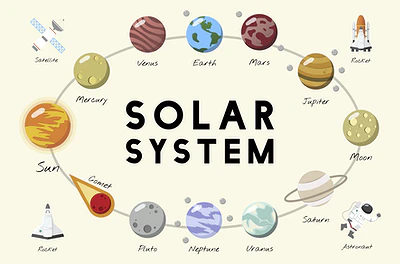 Satellite
Venus
Earth
Mars
Rocket
Mercury
Jupiter
SOLAR
SYSTEM
Moon
Sun
Comet
Saturn
Rocket
Pluto
Neptune
Uranus
Astronaut